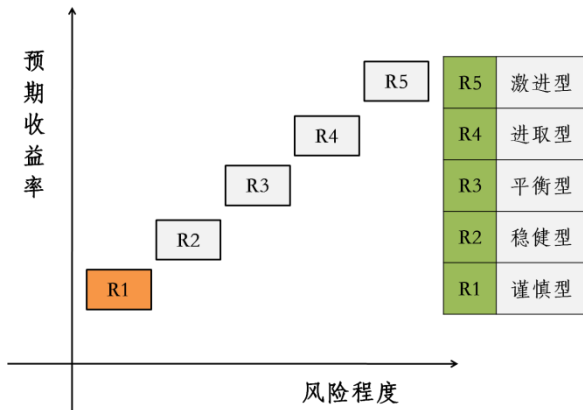 预期收益率
R5
R4
R3
R2
R1
风险程度
R5 激进型
R4 进取型
R3 平衡型
R2 稳健型
R1 谨慎型